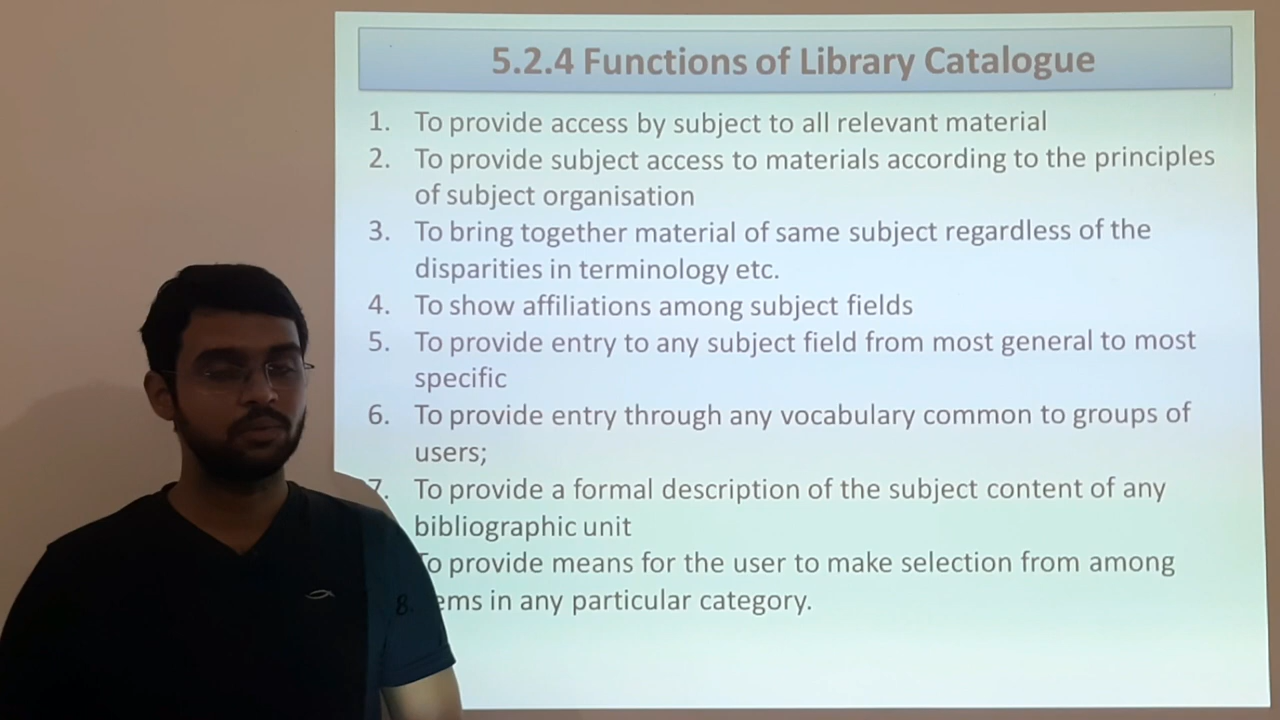 5.2.4 Functions of Library Catalogue
1. To provide access by subject to all relevant material
2. To provide subject access to materials according to the principles
of subject organisation
3. To bring together material of same subject regardless of the
disparities in terminology etc.
4. To show affiliations among subject fields
5. To provide entry to any subject field from most general to most
specific
6. To provide entry through any vocabulary common to groups of
users;
7. To provide a formal description of the subject content of any
bibliographic unit
To provide means for the user to make selection from among
8. ems in any particular category.